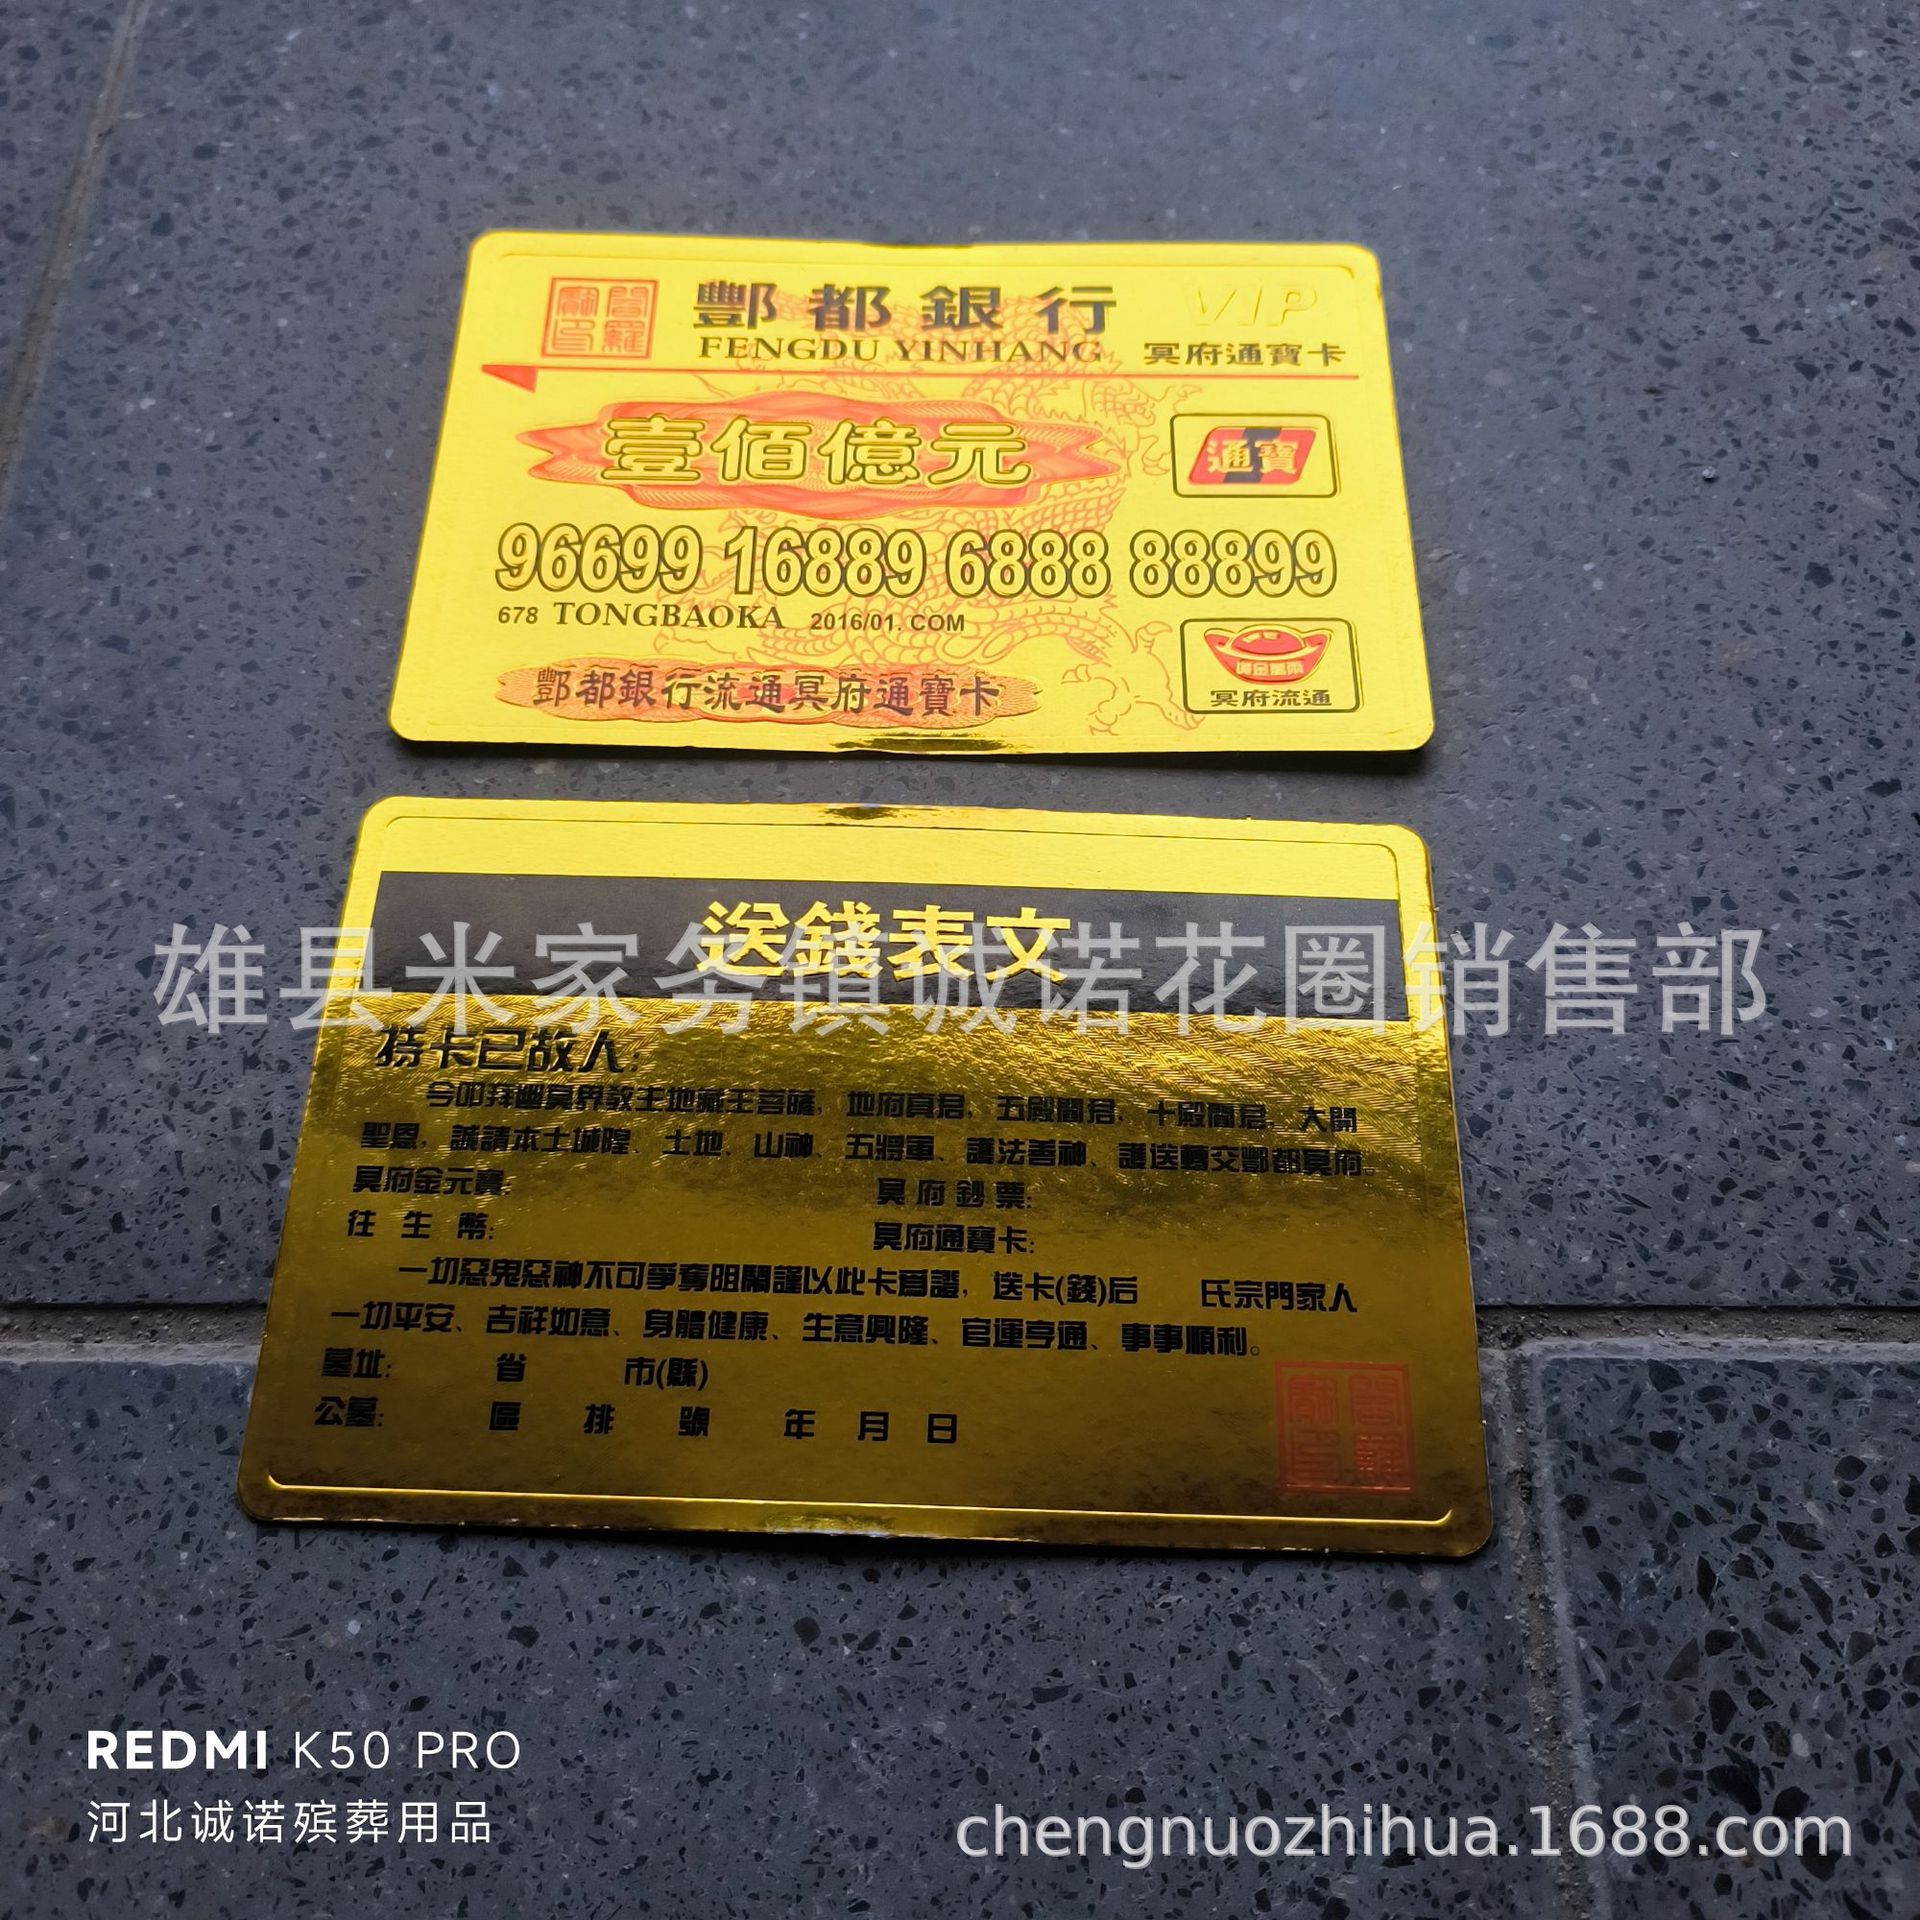 酆都銀行
FENGDU YINHANG
VIP
冥府通寶卡
壹佰億元
通寶
96699 16889 6888 88899
678 TONGBAOKA 2016/01. COM
酆都銀行流通冥府通寶卡
黃金萬兩
冥府流通
送錢表文
雄县米家务镇诚诺花圈销售部
持卡已故人:
今叩拜幽冥界教主地藏王菩薩, 地府真君, 五殿閻君, 十殿閻君, 大開
聖恩, 誠請本土城隍、土地、山神、五將軍、護法善神、護送轉交酆都冥府。
冥府金元寶: 冥府鈔票:
往生幣: 冥府通寶卡:
一切惡鬼惡神不可爭奪阻關謹以此卡爲證, 送卡(錢)后 氏宗門家人
一切平安、吉祥如意、身體健康、生意興隆、官運亨通、事事順利。
墓址: 省 市(縣)
公墓: 區 排 號 年 月 日
REDMI K50 PRO
河北诚诺殡葬用品
chengnuozhihua.1688.com